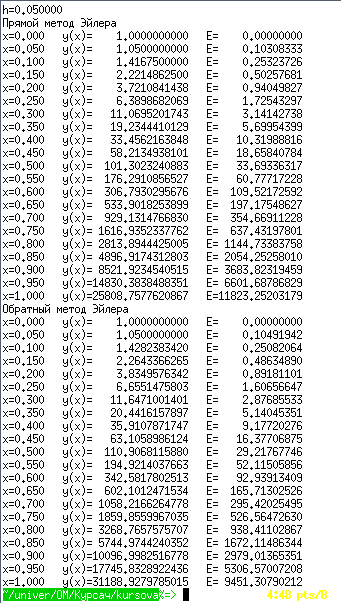 h=0.050000
Прямой метод Эйлера
x=0.000 y(x)= 1.0000000000 E= 0.00000000
x=0.050 y(x)= 1.0500000000 E= 0.10308333
x=0.100 y(x)= 1.4167500000 E= 0.25323726
x=0.150 y(x)= 2.2214862500 E= 0.50257681
x=0.200 y(x)= 3.7210841438 E= 0.94049827
x=0.250 y(x)= 6.3898682069 E= 1.72543297
x=0.300 y(x)= 11.0695201743 E= 3.14142738
x=0.350 y(x)= 19.2344410129 E= 5.69954399
x=0.400 y(x)= 33.4562163848 E= 10.31988816
x=0.450 y(x)= 58.2134938101 E= 18.65840784
x=0.500 y(x)= 101.3023240883 E= 33.69336317
x=0.550 y(x)= 176.2910856527 E= 60.77717228
x=0.600 y(x)= 306.7930295676 E= 109.52172592
x=0.650 y(x)= 533.9018253899 E= 197.17548627
x=0.700 y(x)= 929.1314766830 E= 354.66911228
x=0.750 y(x)= 1616.9352337762 E= 637.43197801
x=0.800 y(x)= 2813.8944425005 E= 1144.73383758
x=0.850 y(x)= 4896.9174312803 E= 2054.25258010
x=0.900 y(x)= 8521.9234540515 E= 3683.82319459
x=0.950 y(x)=14830.3838488351 E= 6601.68786829
x=1.000 y(x)=25808.7577620867 E=11823.25203179
Обратный метод Эйлера
x=0.000 y(x)= 1.0000000000 E= 0.00000000
x=0.050 y(x)= 1.0500000000 E= 0.10491942
x=0.100 y(x)= 1.4282383420 E= 0.25082064
x=0.150 y(x)= 2.2643366265 E= 0.48634890
x=0.200 y(x)= 3.8349576342 E= 0.89181101
x=0.250 y(x)= 6.6551475803 E= 1.60656647
x=0.300 y(x)= 11.6647001401 E= 2.87685533
x=0.350 y(x)= 20.4416157897 E= 5.14045351
x=0.400 y(x)= 35.9107871747 E= 9.17720276
x=0.450 y(x)= 63.1058986124 E= 16.37706875
x=0.500 y(x)= 110.9068115880 E= 29.21767746
x=0.550 y(x)= 194.9214037663 E= 52.11505856
x=0.600 y(x)= 342.5817802513 E= 92.93913409
x=0.650 y(x)= 602.1012471534 E= 165.71302526
x=0.700 y(x)= 1058.2166264778 E= 295.42025495
x=0.750 y(x)= 1859.8559967035 E= 526.56472630
x=0.800 y(x)= 3268.7657575707 E= 938.41102867
x=0.850 y(x)= 5744.9744240352 E= 1672.11486344
x=0.900 y(x)=10096.9982516778 E= 2979.01365351
x=0.950 y(x)=17745.8328922436 E= 5306.57007208
x=1.000 y(x)=31188.9279785015 E= 9451.30790212
~/univer/OM/Курсач/kursova%=> 4:48 pts/8